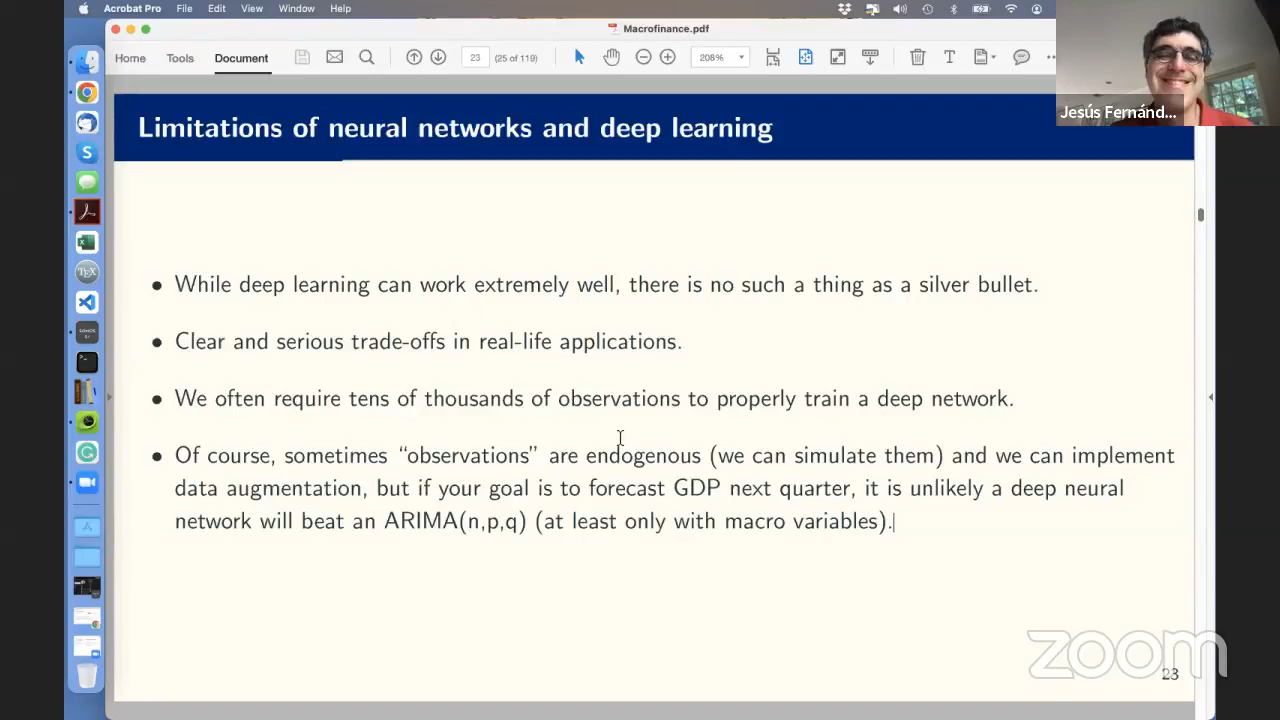 Acrobat Pro File Edit View Window Help
Macrofinance.pdf
Home Tools Document 23 (25 of 119) 208%
Jesús Fernánd...
Limitations of neural networks and deep learning
• While deep learning can work extremely well, there is no such a thing as a silver bullet.
• Clear and serious trade-offs in real-life applications.
• We often require tens of thousands of observations to properly train a deep network.
• Of course, sometimes “observations” are endogenous (we can simulate them) and we can implement
data augmentation, but if your goal is to forecast GDP next quarter, it is unlikely a deep neural
network will beat an ARIMA(n,p,q) (at least only with macro variables).
TEX
zoom
23